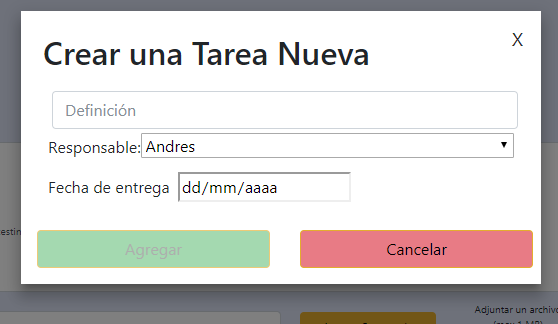 X
Crear una Tarea Nueva
Definición
Responsable: Andres
Fecha de entrega dd/mm/aaaa
Agregar Cancelar
Adjuntar un archivo